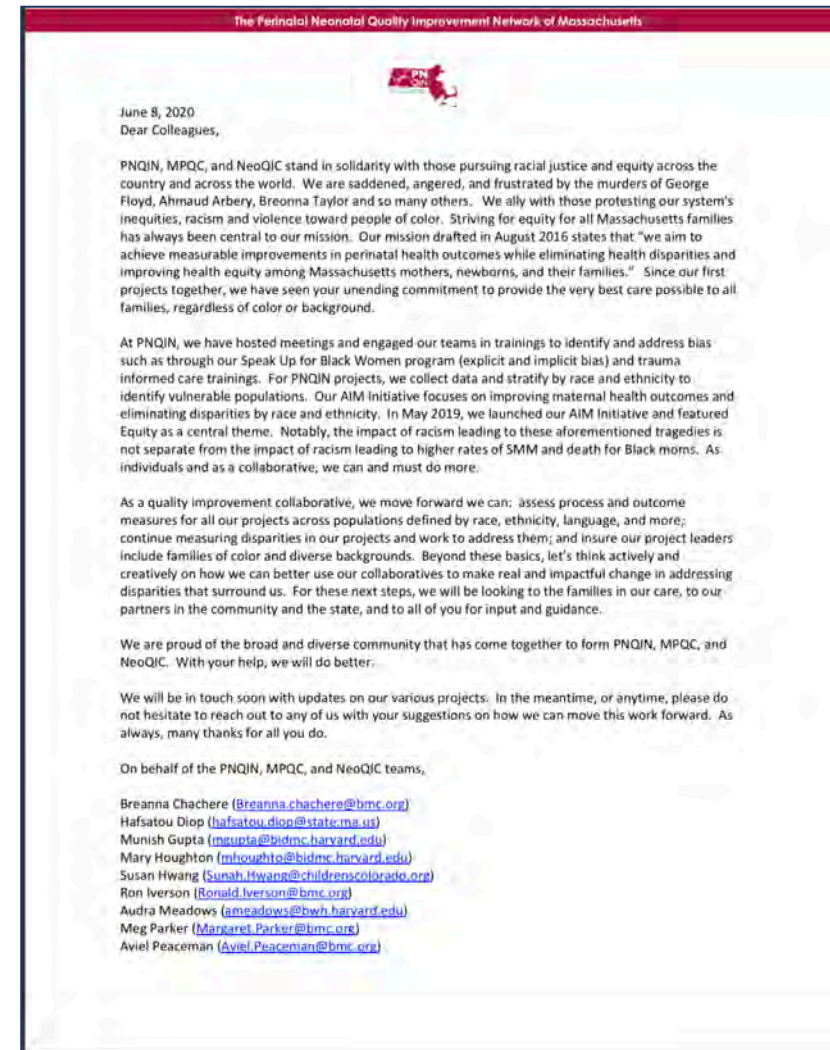 The Perinatal Neonatal Quality Improvement Network of Massachusetts
PN
QIN
June 8, 2020
Dear Colleagues,
PNQIN, MPQC, and NeoQIC stand in solidarity with those pursuing racial justice and equity across the
country and across the world. We are saddened, angered, and frustrated by the murders of George
Floyd, Ahmaud Arbery, Breonna Taylor and so many others. We ally with those protesting our system's
inequities, racism and violence toward people of color. Striving for equity for all Massachusetts families
has always been central to our mission. Our mission drafted in August 2016 states that "we aim to
achieve measurable improvements in perinatal health outcomes while eliminating health disparities and
improving health equity among Massachusetts mothers, newborns, and their families." Since our first
projects together, we have seen your unending commitment to provide the very best care possible to all
families, regardless of color or background.
At PNQIN, we have hosted meetings and engaged our teams in trainings to identify and address bias
such as through our Speak Up for Black Women program (explicit and implicit bias) and trauma
informed care trainings. For PNQIN projects, we collect data and stratify by race and ethnicity to
identify vulnerable populations. Our AIM Initiative focuses on improving maternal health outcomes and
eliminating disparities by race and ethnicity. In May 2019, we launched our AIM Initiative and featured
Equity as a central theme. Notably, the impact of racism leading to these aforementioned tragedies is
not separate from the impact of racism leading to higher rates of SMM and death for Black moms. As
individuals and as a collaborative, we can and must do more.
As a quality improvement collaborative, we move forward we can: assess process and outcome
measures for all our projects across populations defined by race, ethnicity, language, and more;
continue measuring disparities in our projects and work to address them; and insure our project leaders
include families of color and diverse backgrounds. Beyond these basics, let's think actively and
creatively on how we can better use our collaboratives to make real and impactful change in addressing
disparities that surround us. For these next steps, we will be looking to the families in our care, to our
partners in the community and the state, and to all of you for input and guidance.
We are proud of the broad and diverse community that has come together to form PNQIN, MPQC, and
NeoQIC. With your help, we will do better.
We will be in touch soon with updates on our various projects. In the meantime, or anytime, please do
not hesitate to reach out to any of us with your suggestions on how we can move this work forward. As
always, many thanks for all you do.
On behalf of the PNQIN, MPQC, and NeoQIC teams,
Breanna Chachere (Breanna.chachere@bmc.org)
Hafsatou Diop (hafsatou.diop@state.ma.us)
Munish Gupta (mgupta@bidmc.harvard.edu)
Mary Houghton (mhoughto@bidmc.harvard.edu)
Susan Hwang (Sunah.Hwang@childrenscolorado.org)
Ron Iverson (Ronald.Iverson@bmc.org)
Audra Meadows (ameadows@bwh.harvard.edu)
Meg Parker (Margaret.Parker@bmc.org)
Aviel Peaceman (Aviel.Peaceman@bmc.org)